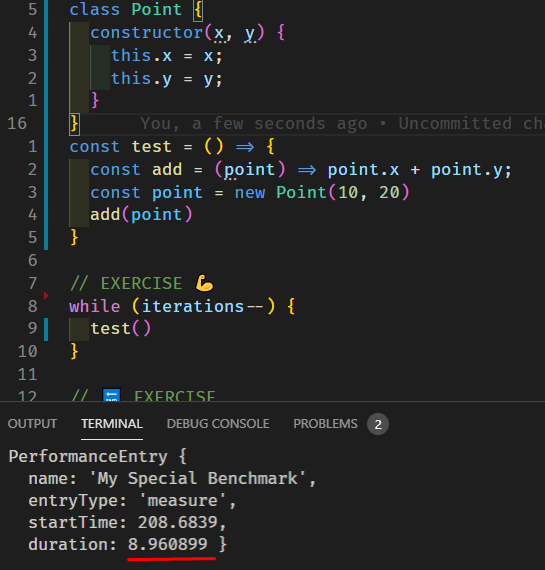 5 class Point {
4 constructor(x, y) {
3 this.x = x;
2 this.y = y;
1 }
16 } You, a few seconds ago • Uncommitted ch
1 const test = () => {
2 const add = (point) => point.x + point.y;
3 const point = new Point(10, 20)
4 add(point)
5 }
6
7 // EXERCISE 💪
8 while (iterations--) {
9 test()
10 }
11
12 // 🔚 EXERCISE
OUTPUT TERMINAL DEBUG CONSOLE PROBLEMS 2
PerformanceEntry {
name: 'My Special Benchmark',
entryType: 'measure',
startTime: 208.6839,
duration: 8.960899 }